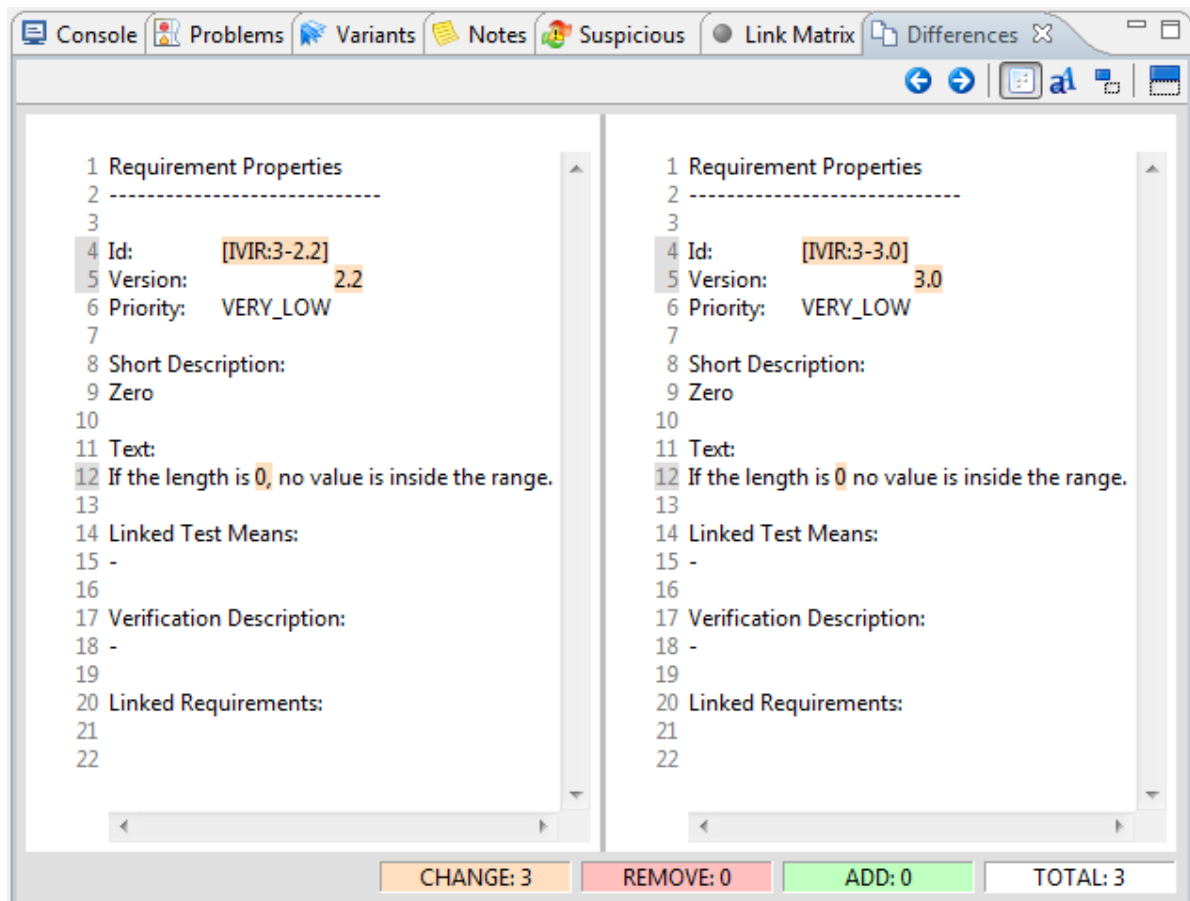 Console Problems Variants Notes Suspicious Link Matrix Differences
1 Requirement Properties
2 -----------------------------
3
4 Id: [IVIR:3-2.2]
5 Version: 2.2
6 Priority: VERY_LOW
7
8 Short Description:
9 Zero
10
11 Text:
12 If the length is 0, no value is inside the range.
13
14 Linked Test Means:
15 -
16
17 Verification Description:
18 -
19
20 Linked Requirements:
21
22
1 Requirement Properties
2 -----------------------------
3
4 Id: [IVIR:3-3.0]
5 Version: 3.0
6 Priority: VERY_LOW
7
8 Short Description:
9 Zero
10
11 Text:
12 If the length is 0 no value is inside the range.
13
14 Linked Test Means:
15 -
16
17 Verification Description:
18 -
19
20 Linked Requirements:
21
22
CHANGE: 3 REMOVE: 0 ADD: 0 TOTAL: 3